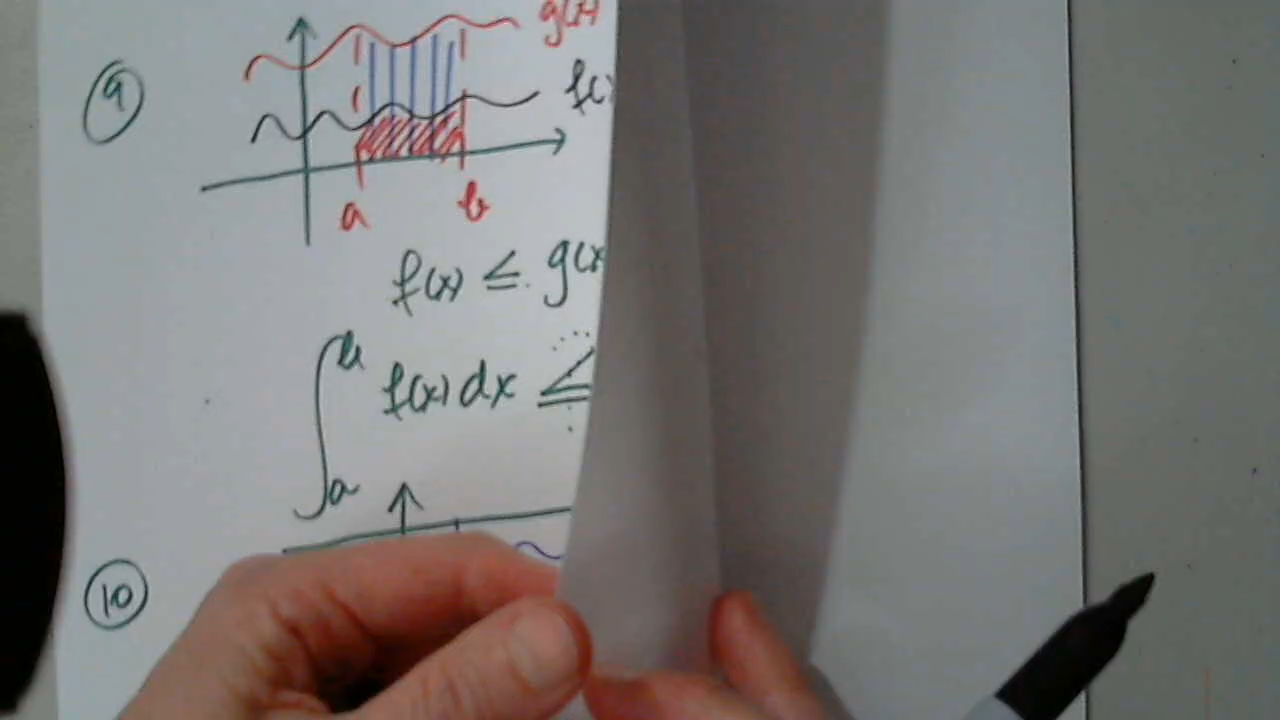 9
g(x)
f(x
a b
f(x) ≤ g(x
∫ₐᵇ f(x) dx ≤
10